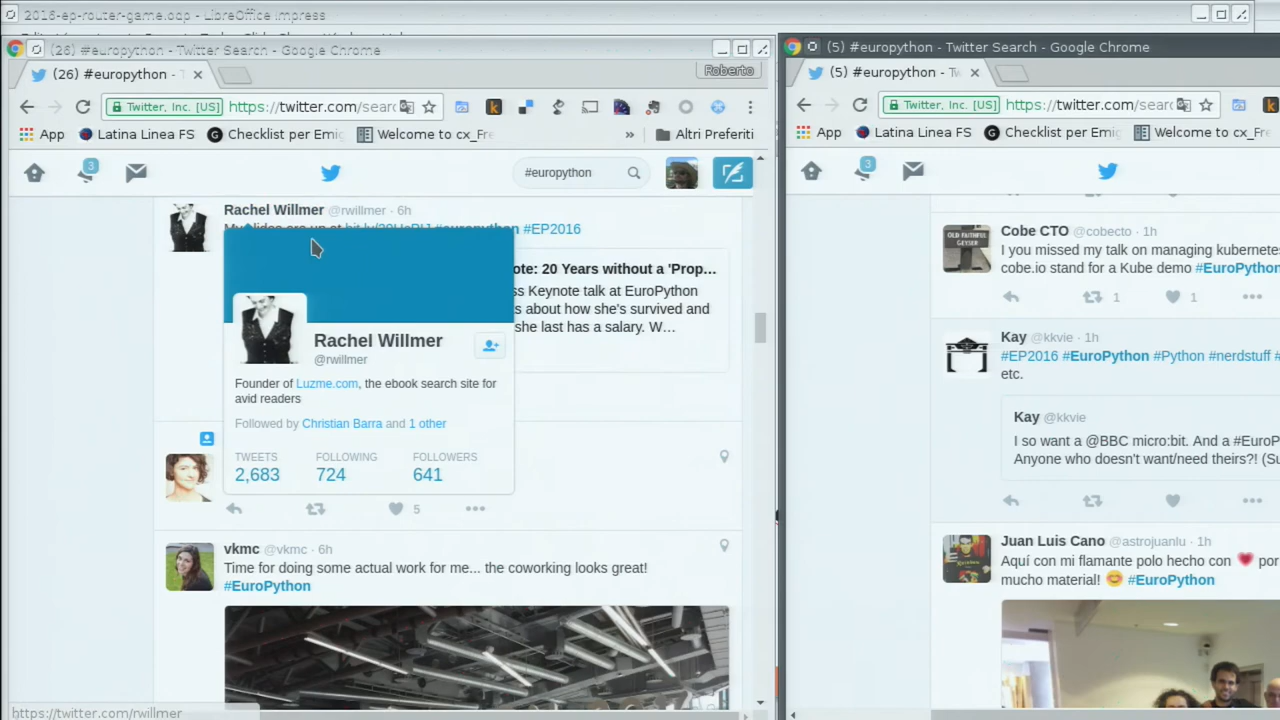 2016-ep-router-game.odp - LibreOffice Impress
(26) #europython - Twitter Search - Google Chrome
(26) #europython - T
Roberto
Twitter, Inc. [US]
https://twitter.com/searc
App
Latina Linea FS
Checklist per Emig
Welcome to cx_Fre
»
Altri Preferiti
3
#europython
Rachel Willmer @rwillmer · 6h
#europython #EP2016
ote: 20 Years without a 'Prop...
ss Keynote talk at EuroPython
s about how she's survived and
she last has a salary. W...
Rachel Willmer
@rwillmer
Founder of Luzme.com, the ebook search site for
avid readers
Followed by Christian Barra and 1 other
TWEETS FOLLOWING FOLLOWERS
2,683 724 641
5
vkmc @vkmc · 6h
Time for doing some actual work for me... the coworking looks great!
#EuroPython
https://twitter.com/rwillmer
(5) #europython - Twitter Search - Google Chrome
(5) #europython - Tw
Twitter, Inc. [US]
https://twitter.com/searc
App
Latina Linea FS
Checklist per Emig
Welcome to cx_Fre
3
Cobe CTO @cobecto · 1h
I you missed my talk on managing kubernete
cobe.io stand for a Kube demo #EuroPython
1 1
Kay @kkvie · 1h
#EP2016 #EuroPython #Python #nerdstuff #
etc.
Kay @kkvie
I so want a @BBC micro:bit. And a #EuroP
Anyone who doesn't want/need theirs?! (Su
Juan Luis Cano @astrojuanlu · 1h
Aquí con mi flamante polo hecho con ❤ por
mucho material! 😊 #EuroPython